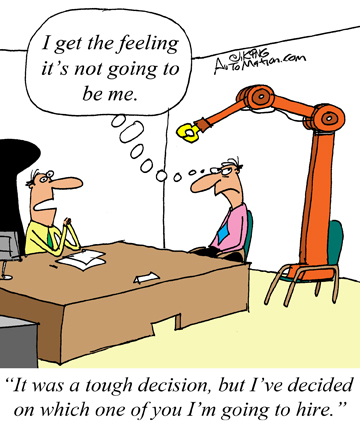 I get the feeling
it's not going to
be me.
JKING
AuToMation.com
"It was a tough decision, but I've decided
on which one of you I'm going to hire."